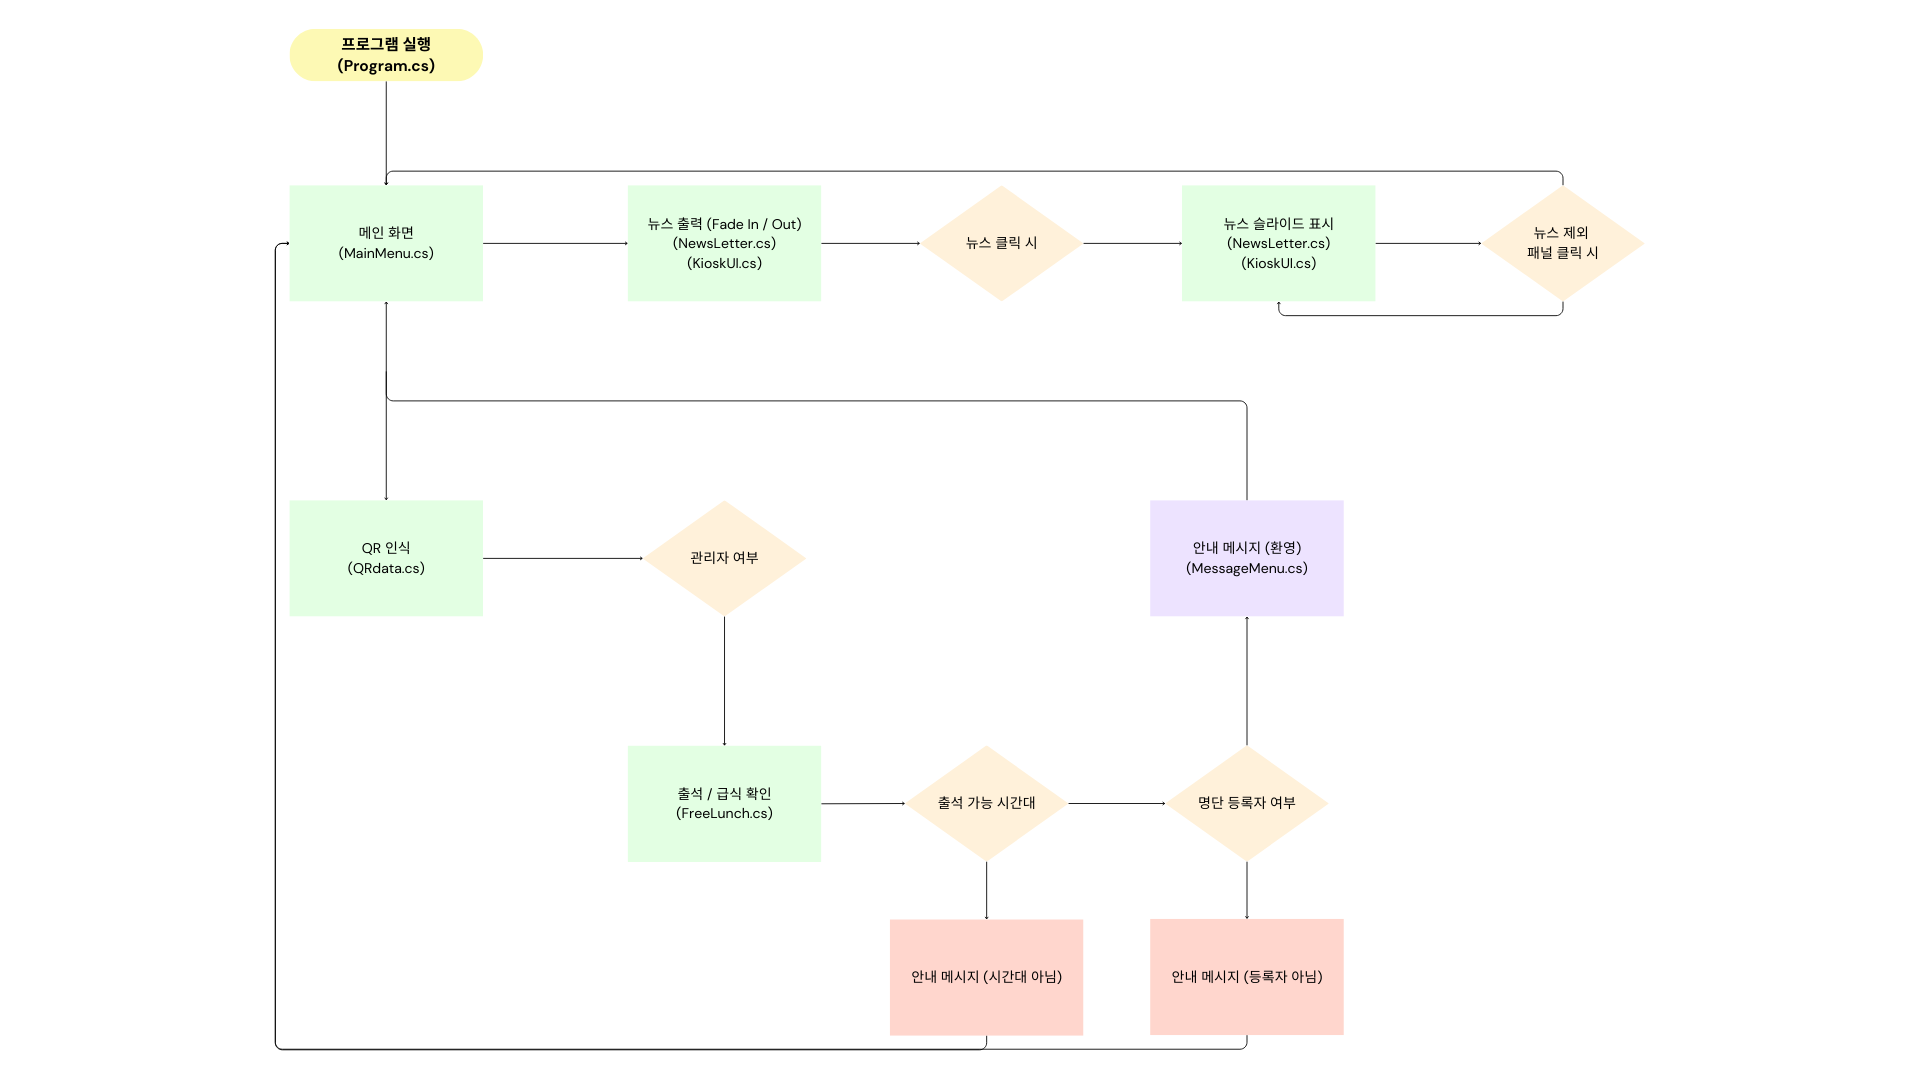 프로그램 실행
(Program.cs)
메인 화면
(MainMenu.cs)
뉴스 출력 (Fade In / Out)
(NewsLetter.cs)
(KioskUI.cs)
뉴스 클릭 시
뉴스 슬라이드 표시
(NewsLetter.cs)
(KioskUI.cs)
뉴스 제외
패널 클릭 시
QR 인식
(QRdata.cs)
관리자 여부
안내 메시지 (환영)
(MessageMenu.cs)
출석 / 급식 확인
(FreeLunch.cs)
출석 가능 시간대
명단 등록자 여부
안내 메시지 (시간대 아님)
안내 메시지 (등록자 아님)